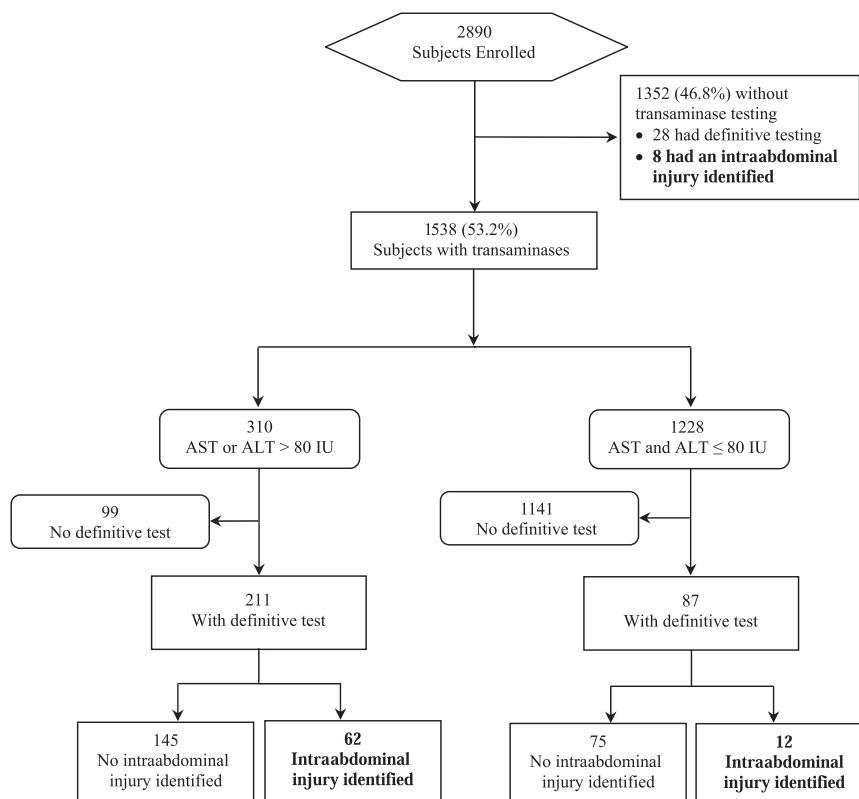 2890
Subjects Enrolled
1352 (46.8%) without
transaminase testing
• 28 had definitive testing
• 8 had an intraabdominal
injury identified
1538 (53.2%)
Subjects with transaminases
310
AST or ALT > 80 IU
1228
AST and ALT ≤ 80 IU
99
No definitive test
1141
No definitive test
211
With definitive test
87
With definitive test
145
No intraabdominal
injury identified
62
Intraabdominal
injury identified
75
No intraabdominal
injury identified
12
Intraabdominal
injury identified